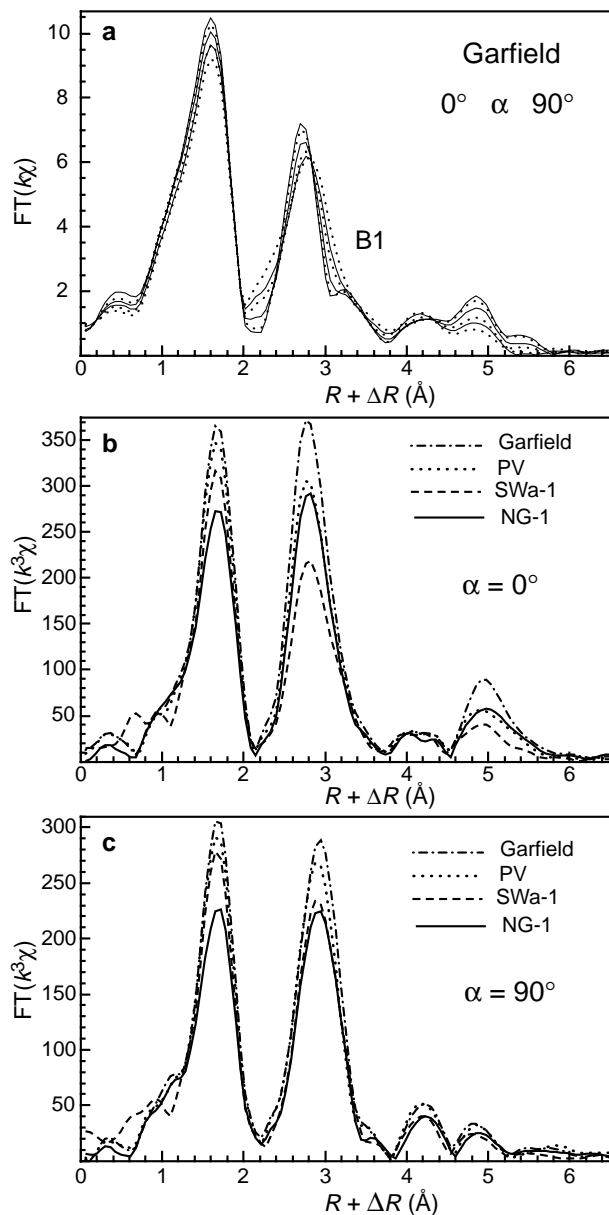 a
Garfield
0° α 90°
B1
FT(kχ)
10
8
6
4
2
0 1 2 3 4 5 6
R + ΔR (Å)
b
Garfield
PV
SWa-1
NG-1
α = 0°
FT(k³χ)
350
300
250
200
150
100
50
0 1 2 3 4 5 6
R + ΔR (Å)
c
Garfield
PV
SWa-1
NG-1
α = 90°
FT(k³χ)
300
250
200
150
100
50
0 1 2 3 4 5 6
R + ΔR (Å)